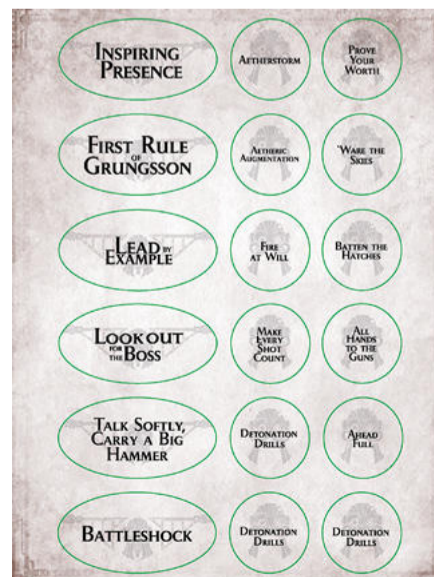 INSPIRING
PRESENCE
AETHERSTORM
PROVE
YOUR
WORTH
FIRST RULE
OF
GRUNGSSON
AETHERIC
AUGMENTATION
'WARE THE
SKIES
LEAD BY
EXAMPLE
FIRE
AT WILL
BATTEN THE
HATCHES
LOOK OUT
FOR THE BOSS
MAKE
EVERY
SHOT
COUNT
ALL
HANDS
TO THE
GUNS
TALK SOFTLY,
CARRY A BIG
HAMMER
DETONATION
DRILLS
AHEAD
FULL
BATTLESHOCK
DETONATION
DRILLS
DETONATION
DRILLS